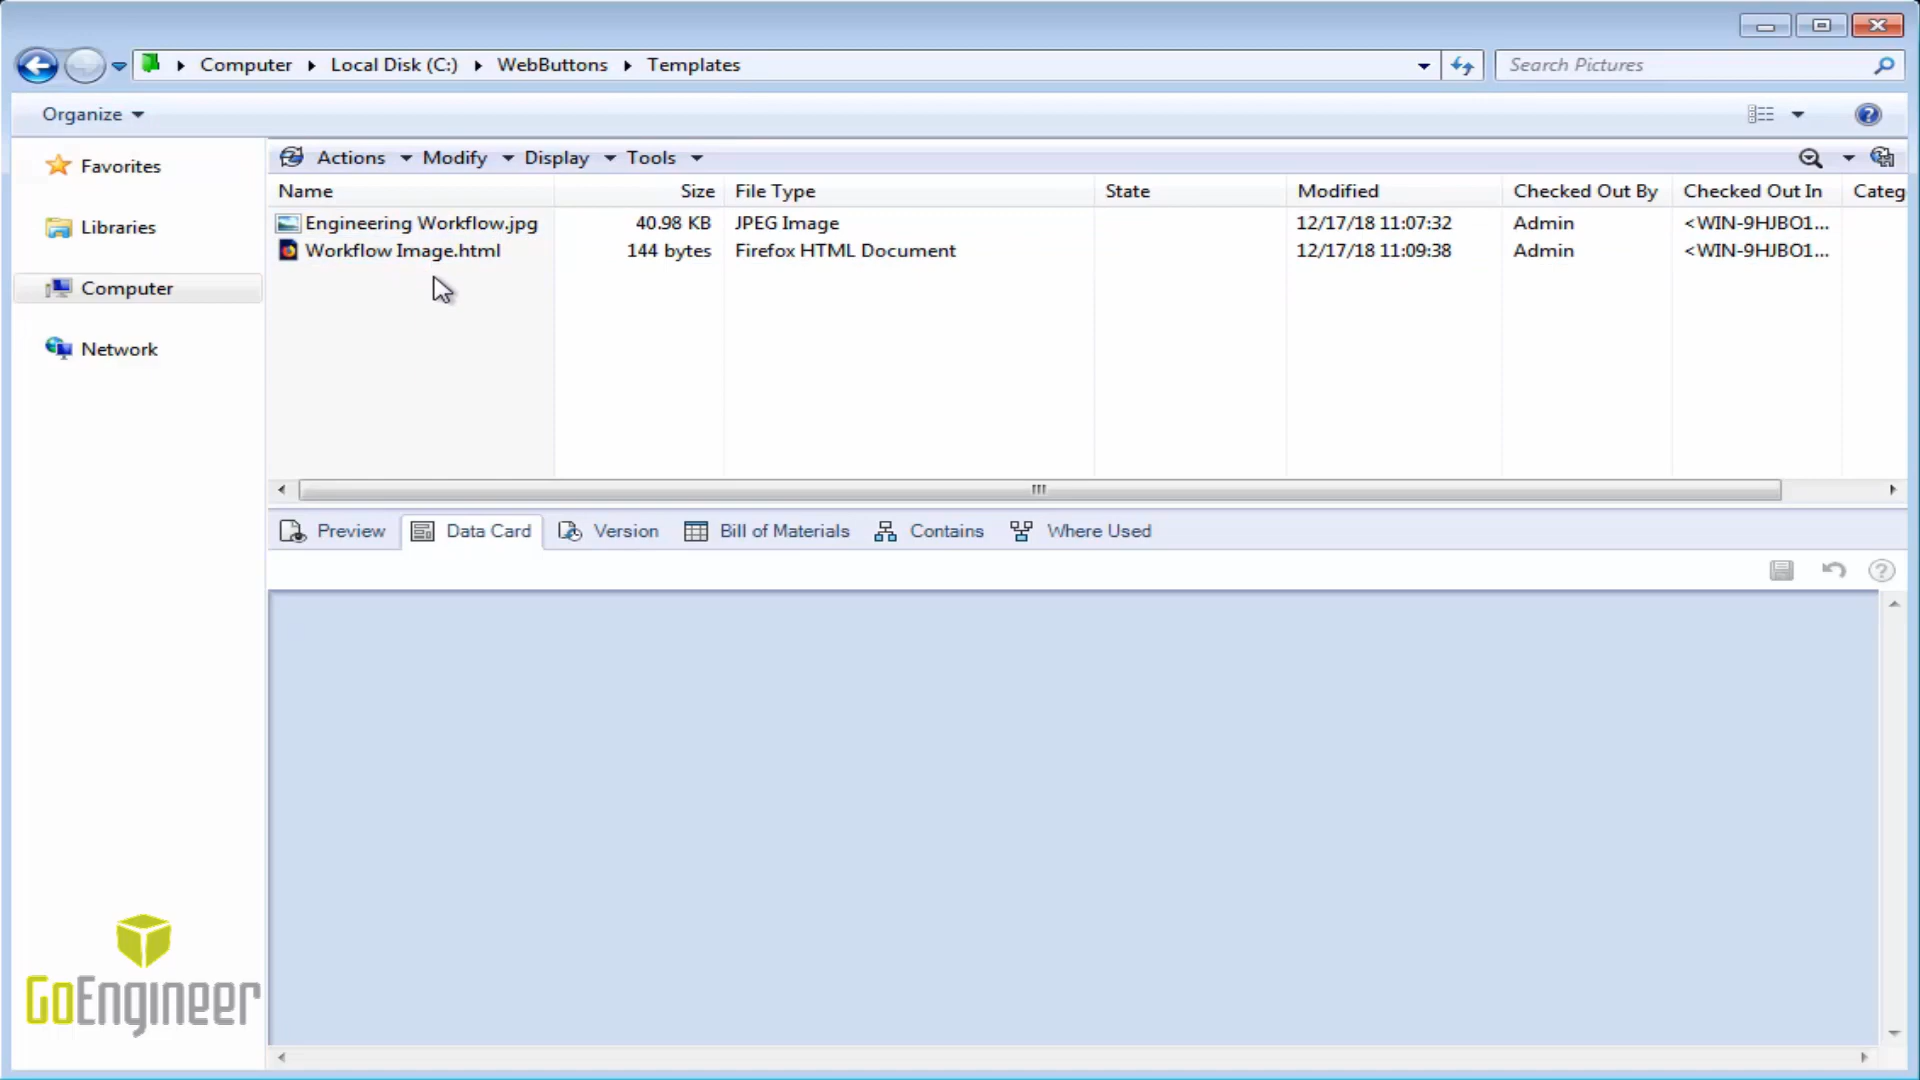 Computer Local Disk (C:) WebButtons Templates
Search Pictures
Organize
Favorites
Libraries
Computer
Network
Actions Modify Display Tools
Name Size File Type State Modified Checked Out By Checked Out In Categ
Engineering Workflow.jpg 40.98 KB JPEG Image 12/17/18 11:07:32 Admin <WIN-9HJBO1...
Workflow Image.html 144 bytes Firefox HTML Document 12/17/18 11:09:38 Admin <WIN-9HJBO1...
Preview Data Card Version Bill of Materials Contains Where Used
GoEngineer